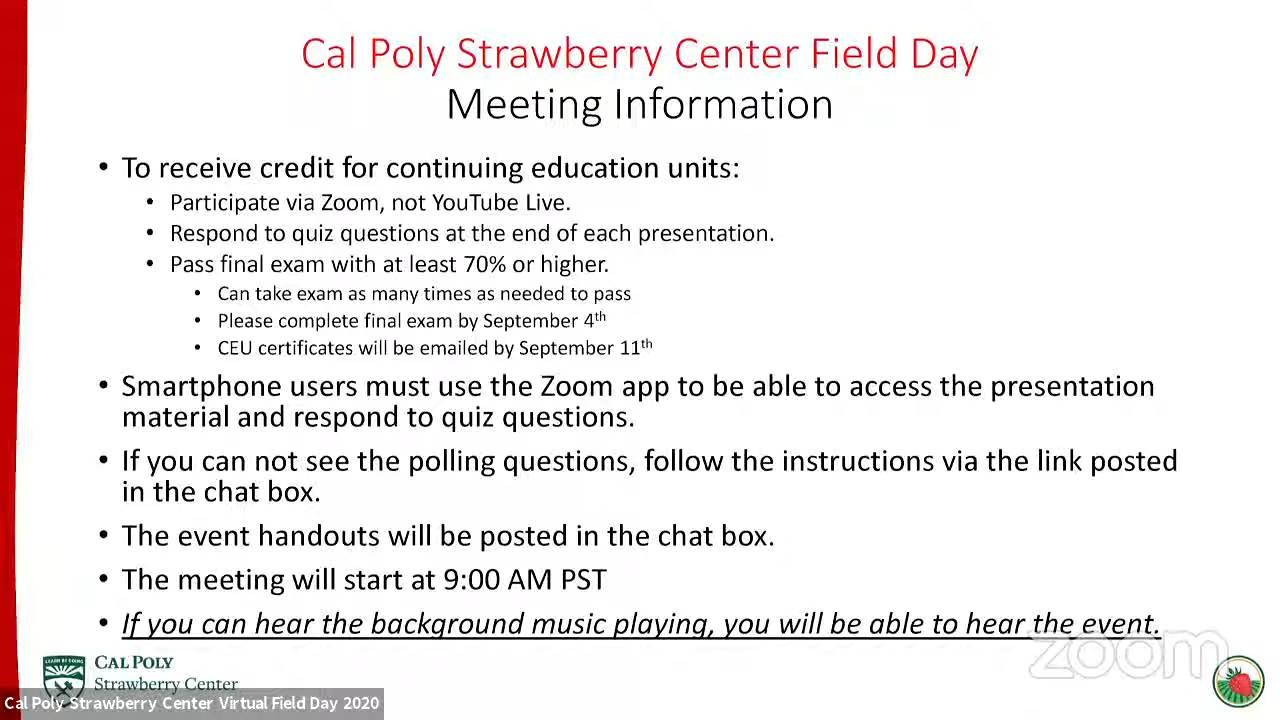 Cal Poly Strawberry Center Field Day
Meeting Information
• To receive credit for continuing education units:
• Participate via Zoom, not YouTube Live.
• Respond to quiz questions at the end of each presentation.
• Pass final exam with at least 70% or higher.
• Can take exam as many times as needed to pass
• Please complete final exam by September 4th
• CEU certificates will be emailed by September 11th
• Smartphone users must use the Zoom app to be able to access the presentation
material and respond to quiz questions.
• If you can not see the polling questions, follow the instructions via the link posted
in the chat box.
• The event handouts will be posted in the chat box.
• The meeting will start at 9:00 AM PST
• If you can hear the background music playing, you will be able to hear the event.
zoom
LEARN BY DOING
CAL POLY
Strawberry Center
Cal Poly Strawberry Center Virtual Field Day 2020